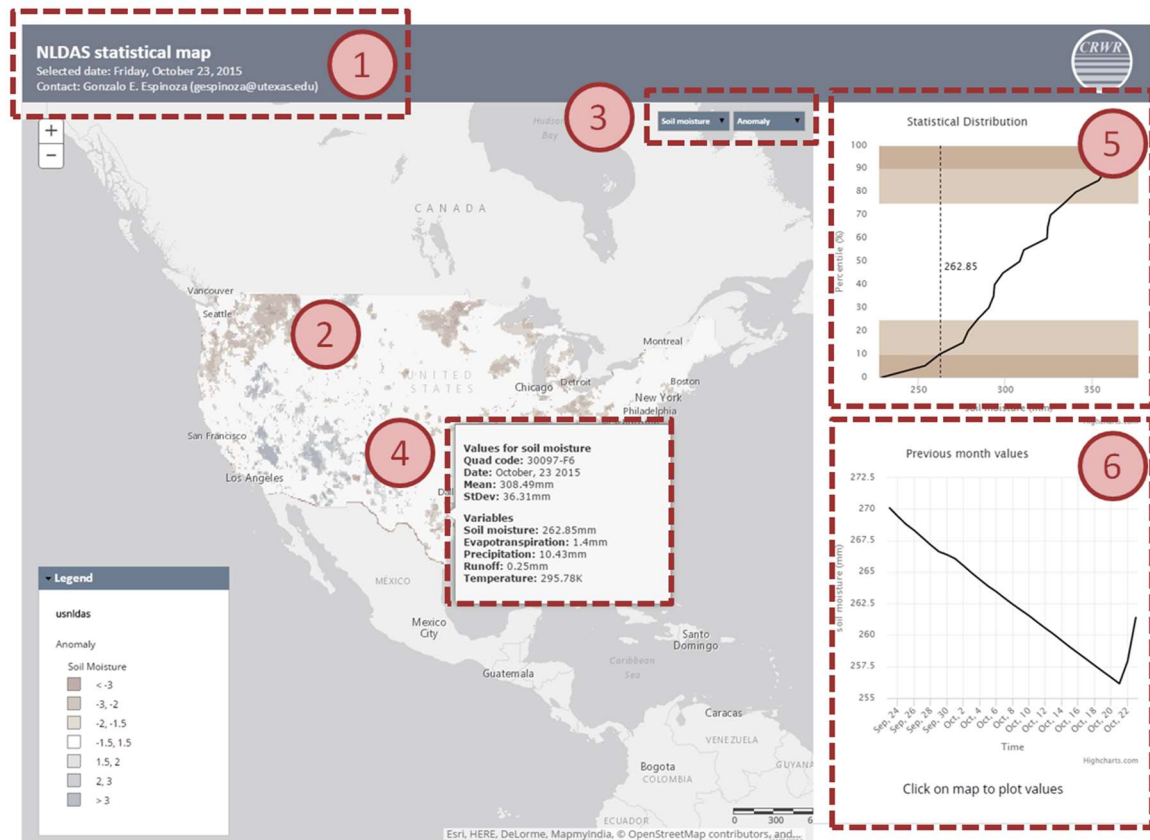 NLDAS statistical map
Selected date: Friday, October 23, 2015
Contact: Gonzalo E. Espinoza (gespinoza@utexas.edu)
1
CRWR
+
−
3
Soil moisture ▼
Anomaly ▼
Hudson
Bay
CANADA
Vancouver
Seattle
2
Montreal
UNITED
STATES
Chicago
Detroit
Boston
New York
Philadelphia
San Francisco
4
Los Angeles
Values for soil moisture
Quad code: 30097-F6
Date: October, 23 2015
Mean: 308.49mm
StDev: 36.31mm
Variables
Soil moisture: 262.85mm
Evapotranspiration: 1.4mm
Precipitation: 10.43mm
Runoff: 0.25mm
Temperature: 295.78K
MÉXICO
Mexico
City
Guatemala
Santo
Domingo
Caribbean
Sea
Caracas
VENEZUELA
GUYANA
Bogota
COLOMBIA
ECUADOR
0 300 6
Esri, HERE, DeLorme, MapmyIndia, © OpenStreetMap contributors, and...
Legend
usnldas
Anomaly
Soil Moisture
< -3
-3, -2
-2, -1.5
-1.5, 1.5
1.5, 2
2, 3
> 3
Statistical Distribution
5
Percentile (%)
100
90
80
70
60
50
40
30
20
10
0
262.85
250 300 350
soil moisture (mm)
Previous month values
6
soil moisture (mm)
272.5
270
267.5
265
262.5
260
257.5
255
Sep, 24
Sep, 26
Sep, 28
Sep, 30
Oct, 2
Oct, 4
Oct, 6
Oct, 8
Oct, 10
Oct, 12
Oct, 14
Oct, 16
Oct, 18
Oct, 20
Oct, 22
Time
Highcharts.com
Click on map to plot values